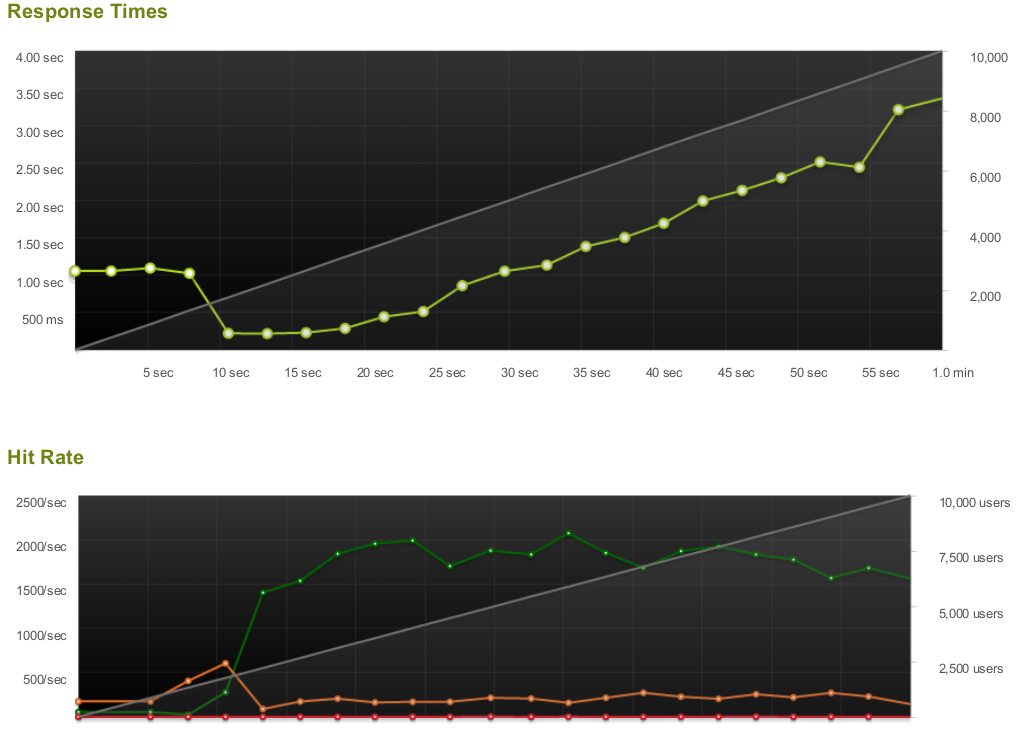 Response Times
4.00 sec
10,000
3.50 sec
8,000
3.00 sec
2.50 sec
6,000
2.00 sec
4,000
1.50 sec
1.00 sec
2,000
500 ms
5 sec 10 sec 15 sec 20 sec 25 sec 30 sec 35 sec 40 sec 45 sec 50 sec 55 sec 1.0 min
Hit Rate
2500/sec
10,000 users
2000/sec
7,500 users
1500/sec
5,000 users
1000/sec
2,500 users
500/sec